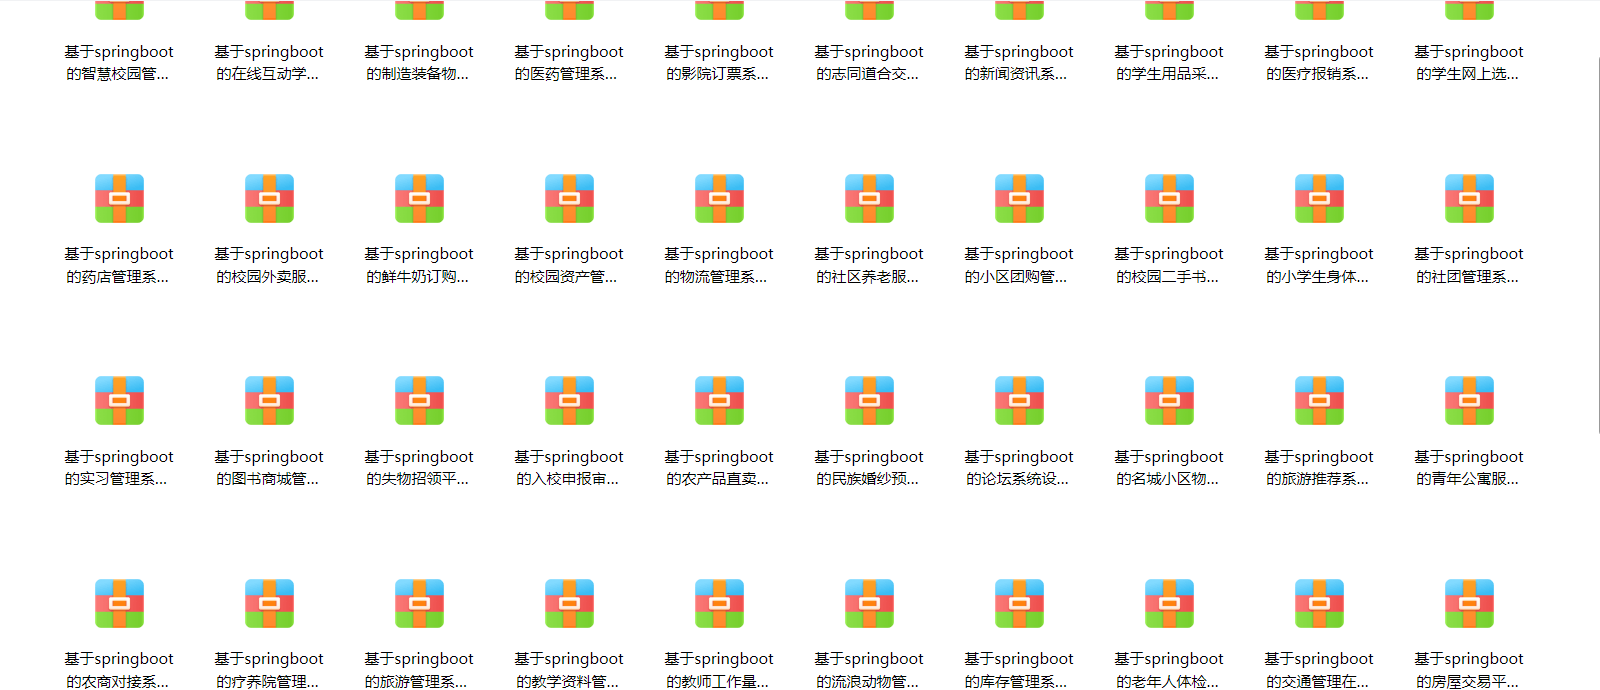 基于springboot
的智慧校园管...
基于springboot
的在线互动学...
基于springboot
的制造装备物...
基于springboot
的医药管理系...
基于springboot
的影院订票系...
基于springboot
的志同道合交...
基于springboot
的新闻资讯系...
基于springboot
的学生用品采...
基于springboot
的医疗报销系...
基于springboot
的学生网上选...
基于springboot
的药店管理系...
基于springboot
的校园外卖服...
基于springboot
的鲜牛奶订购...
基于springboot
的校园资产管...
基于springboot
的物流管理系...
基于springboot
的社区养老服...
基于springboot
的小区团购管...
基于springboot
的校园二手书...
基于springboot
的小学生身体...
基于springboot
的社团管理系...
基于springboot
的实习管理系...
基于springboot
的图书商城管...
基于springboot
的失物招领平...
基于springboot
的入校申报审...
基于springboot
的农产品直卖...
基于springboot
的民族婚纱预...
基于springboot
的论坛系统设...
基于springboot
的名城小区物...
基于springboot
的旅游推荐系...
基于springboot
的青年公寓服...
基于springboot
的农商对接系...
基于springboot
的疗养院管理...
基于springboot
的旅游管理系...
基于springboot
的教学资料管...
基于springboot
的教师工作量...
基于springboot
的流浪动物管...
基于springboot
的库存管理系...
基于springboot
的老年人体检...
基于springboot
的交通管理在...
基于springboot
的房屋交易平...